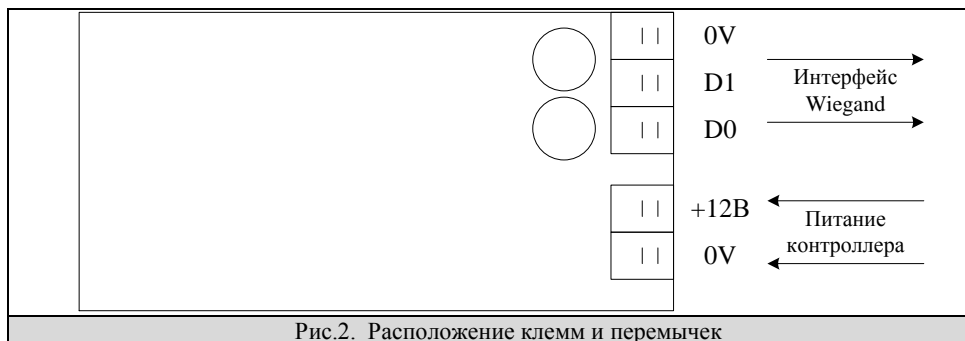 0V
D1
D0
Интерфейс
Wiegand
+12В
0V
Питание
контроллера
Рис.2. Расположение клемм и перемычек